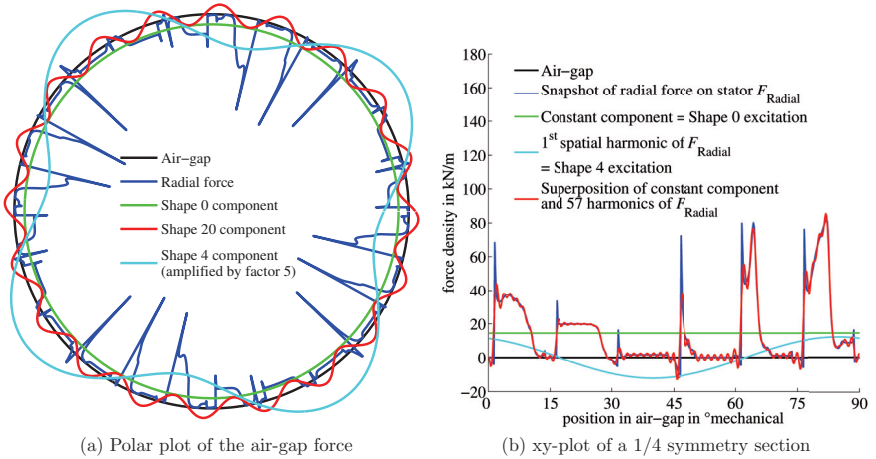 Air-gap
Radial force
Shape 0 component
Shape 20 component
Shape 4 component
(amplified by factor 5)
(a) Polar plot of the air-gap force
180
160
140
120
100
80
60
40
20
0
−20
force density in kN/m
Air-gap
Snapshot of radial force on stator F Radial
Constant component = Shape 0 excitation
1st spatial harmonic of F Radial
= Shape 4 excitation
Superposition of constant component
and 57 harmonics of F Radial
0 15 30 45 60 75 90
position in air-gap in °mechanical
(b) xy-plot of a 1/4 symmetry section